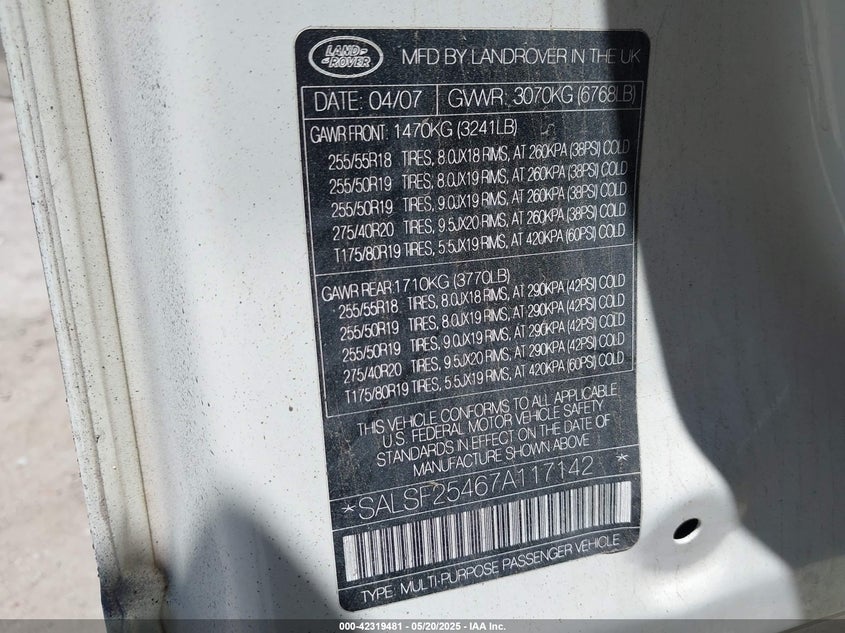 LAND-
-ROVER
MFD BY LANDROVER IN THE UK
DATE: 04/07 GVWR: 3070KG (6768LB)
GAWR FRONT: 1470KG (3241LB)
255/55R18 TIRES, 8.0JX18 RIMS, AT 260KPA (38PSI) COLD
255/50R19 TIRES, 8.0JX19 RIMS, AT 260KPA (38PSI) COLD
255/50R19 TIRES, 9.0JX19 RIMS, AT 260KPA (38PSI) COLD
275/40R20 TIRES, 9.5JX20 RIMS, AT 260KPA (38PSI) COLD
T175/80R19 TIRES, 5.5JX19 RIMS, AT 420KPA (60PSI) COLD
GAWR REAR: 1710KG (3770LB)
255/55R18 TIRES, 8.0JX18 RIMS, AT 290KPA (42PSI) COLD
255/50R19 TIRES, 8.0JX19 RIMS, AT 290KPA (42PSI) COLD
255/50R19 TIRES, 9.0JX19 RIMS, AT 290KPA (42PSI) COLD
275/40R20 TIRES, 9.5JX20 RIMS, AT 290KPA (42PSI) COLD
T175/80R19 TIRES, 5.5JX19 RIMS, AT 420KPA (60PSI) COLD
THIS VEHICLE CONFORMS TO ALL APPLICABLE
U.S. FEDERAL MOTOR VEHICLE SAFETY
STANDARDS IN EFFECT ON THE DATE OF
MANUFACTURE SHOWN ABOVE
*SALSF25467A117142*
TYPE: MULTI-PURPOSE PASSENGER VEHICLE
000-42319481 - 05/20/2025 - IAA Inc.